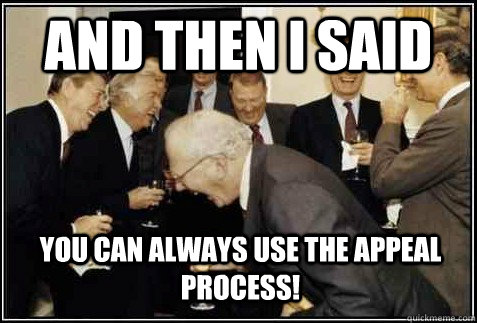 AND THEN I SAID
YOU CAN ALWAYS USE THE APPEAL
PROCESS!
quickmeme.com